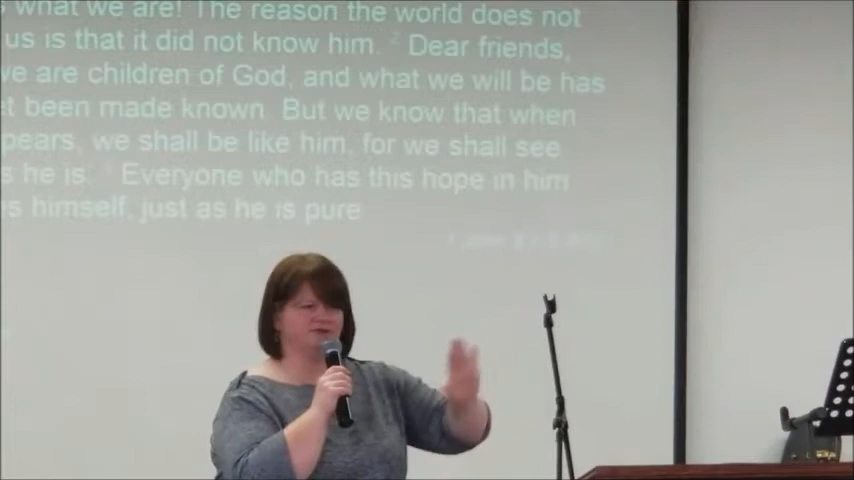 what we are! The reason the world does not
us is that it did not know him. 2 Dear friends,
we are children of God, and what we will be has
been made known. But we know that when
pears, we shall be like him, for we shall see
s he is. 3 Everyone who has this hope in him
himself, just as he is pure